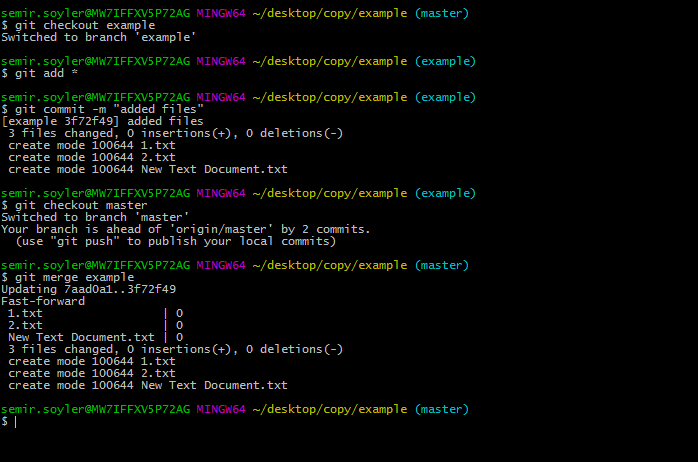 semir.soyler@MW7IFFXV5P72AG MINGW64 ~/desktop/copy/example (master)
$ git checkout example
Switched to branch 'example'

semir.soyler@MW7IFFXV5P72AG MINGW64 ~/desktop/copy/example (example)
$ git add *

semir.soyler@MW7IFFXV5P72AG MINGW64 ~/desktop/copy/example (example)
$ git commit -m "added files"
[example 3f72f49] added files
 3 files changed, 0 insertions(+), 0 deletions(-)
 create mode 100644 1.txt
 create mode 100644 2.txt
 create mode 100644 New Text Document.txt

semir.soyler@MW7IFFXV5P72AG MINGW64 ~/desktop/copy/example (example)
$ git checkout master
Switched to branch 'master'
Your branch is ahead of 'origin/master' by 2 commits.
  (use "git push" to publish your local commits)

semir.soyler@MW7IFFXV5P72AG MINGW64 ~/desktop/copy/example (master)
$ git merge example
Updating 7aad0a1..3f72f49
Fast-forward
 1.txt                 | 0
 2.txt                 | 0
 New Text Document.txt | 0
 3 files changed, 0 insertions(+), 0 deletions(-)
 create mode 100644 1.txt
 create mode 100644 2.txt
 create mode 100644 New Text Document.txt

semir.soyler@MW7IFFXV5P72AG MINGW64 ~/desktop/copy/example (master)
$